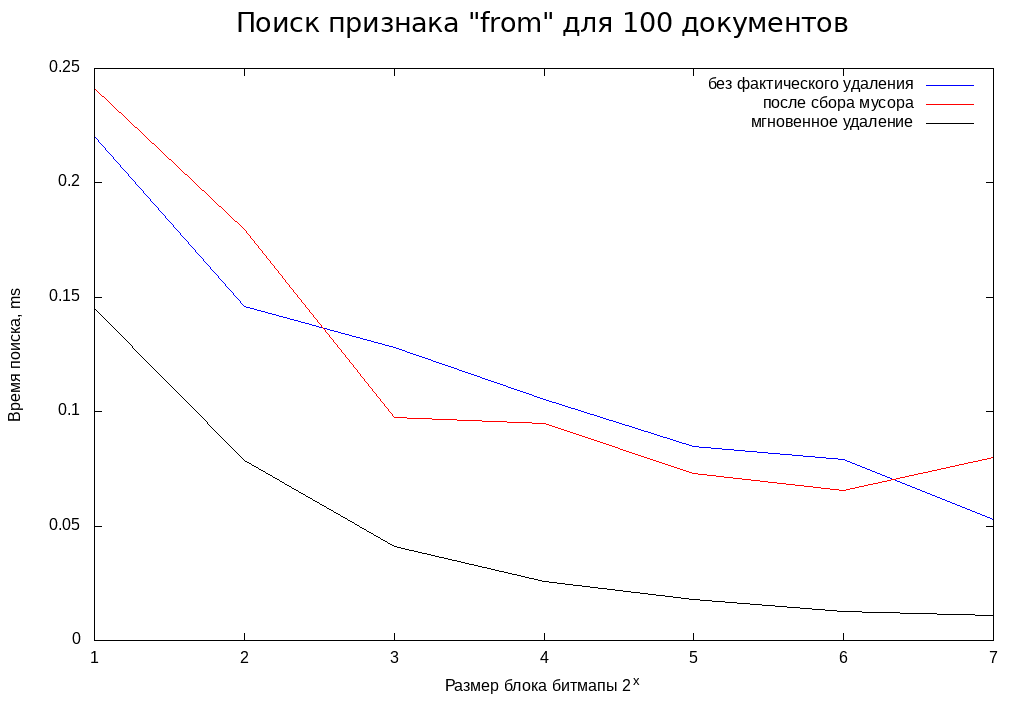 Поиск признака "from" для 100 документов
0.25
0.2
0.15
0.1
0.05
0
без фактического удаления
после сбора мусора
мгновенное удаление
Время поиска, ms
1 2 3 4 5 6 7
Размер блока битмапы 2^x